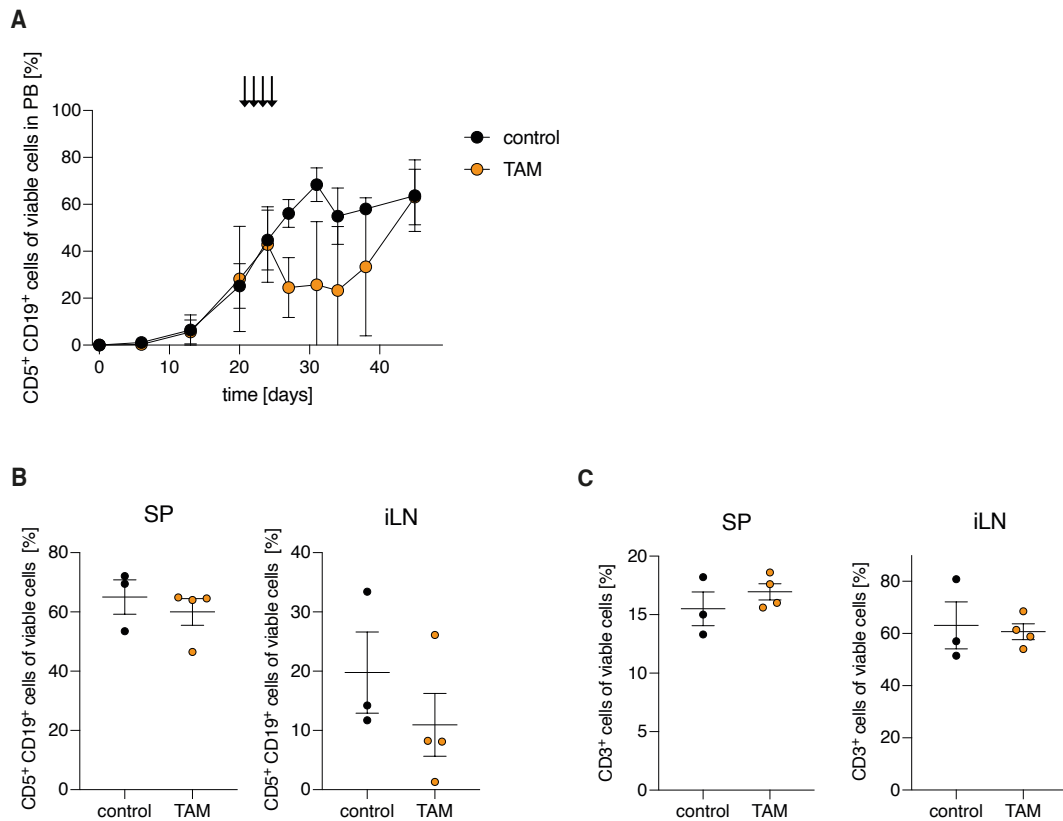 A
CD5+ CD19+ cells of viable cells in PB [%]
100
80
60
40
20
0
0 10 20 30 40
time [days]
control
TAM
B
SP
CD5+ CD19+ cells of viable cells [%]
80
60
40
20
0
control TAM
iLN
CD5+ CD19+ cells of viable cells [%]
40
30
20
10
0
control TAM
C
SP
CD3+ cells of viable cells [%]
20
15
10
5
0
control TAM
iLN
CD3+ cells of viable cells [%]
80
60
40
20
0
control TAM